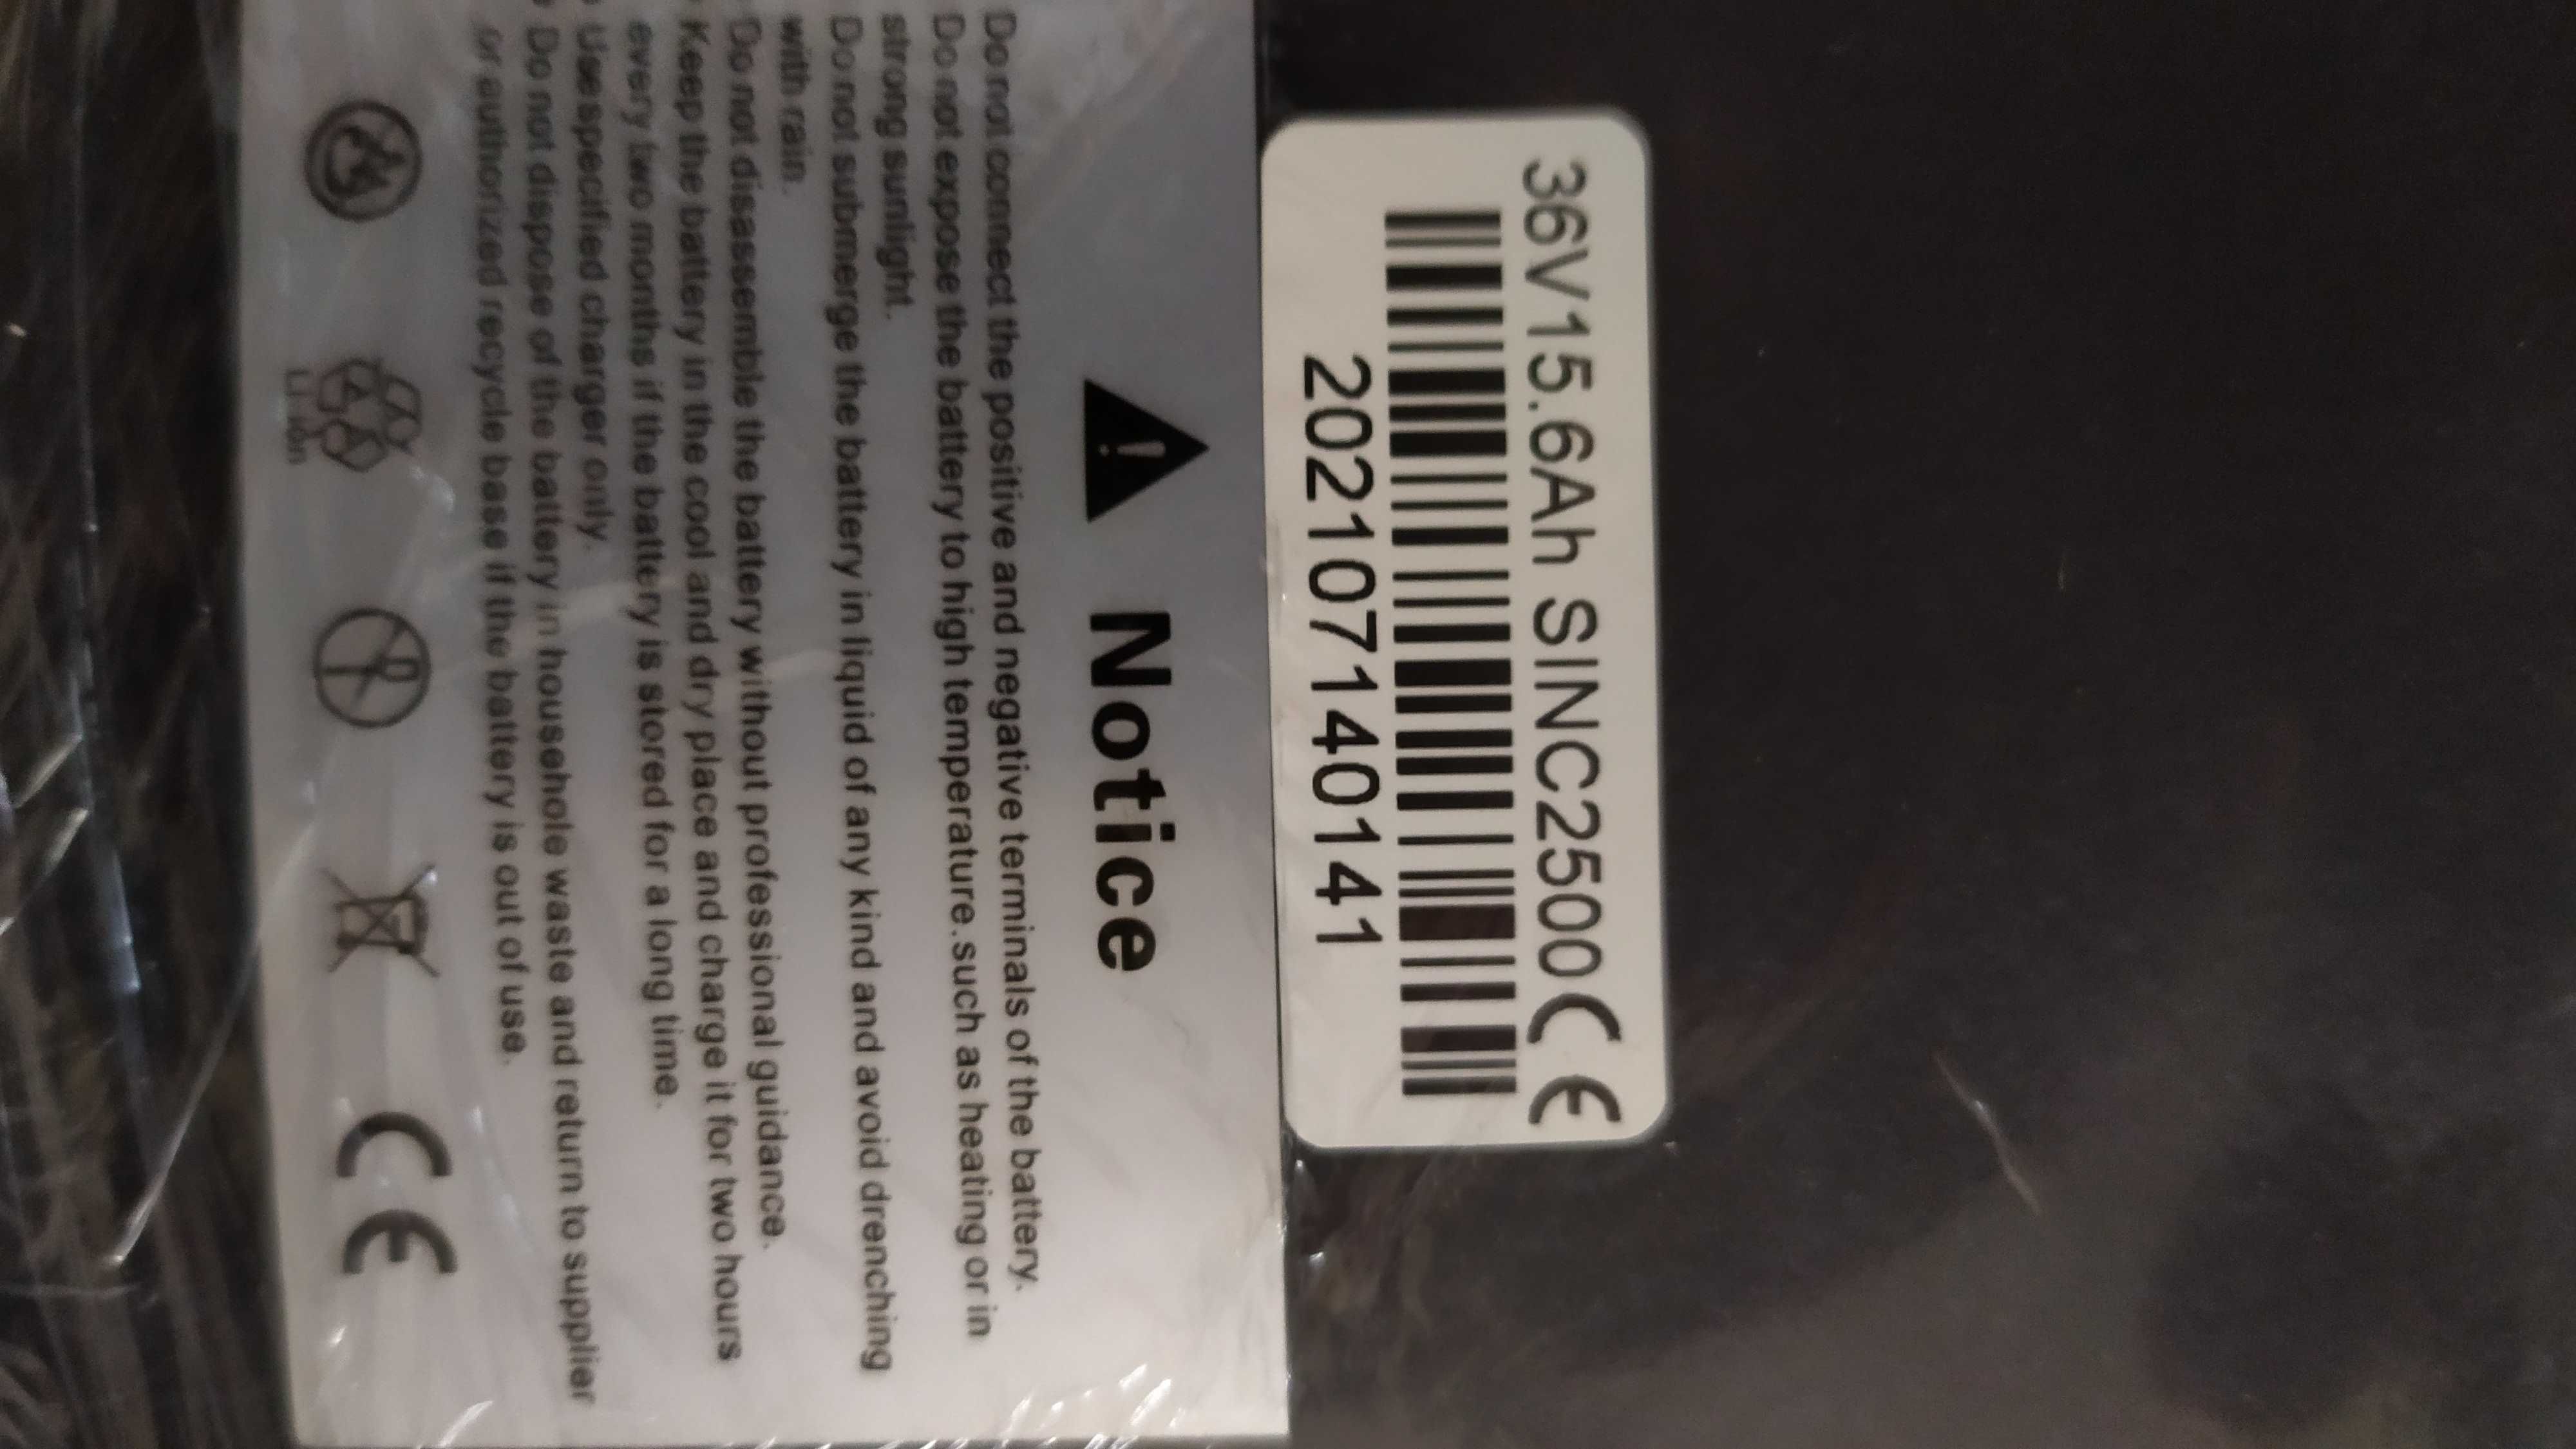 36V15.6Ah SINC2500 CE
20210714 0141
Notice
Do not connect the positive and negative terminals of the battery.
Do not expose the battery to high temperature.such as heating or in
strong sunlight.
Do not submerge the battery in liquid of any kind and avoid drenching
with rain.
Do not disassemble the battery without professional guidance.
Keep the battery in the cool and dry place and charge it for two hours
every two months if the battery is stored for a long time.
Use specified charger only.
Do not dispose of the battery in household waste and return to supplier
or authorized recycle base if the battery is out of use.
Li-ion
CE